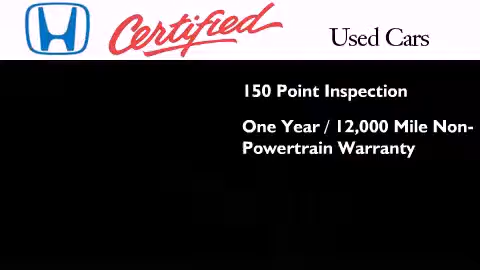 Certified Used Cars
150 Point Inspection
One Year / 12,000 Mile Non-
Powertrain Warranty